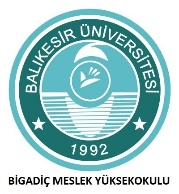 BALIKESİR ÜNİVERSİTESİ
1992
BİGADİÇ MESLEK YÜKSEKOKULU